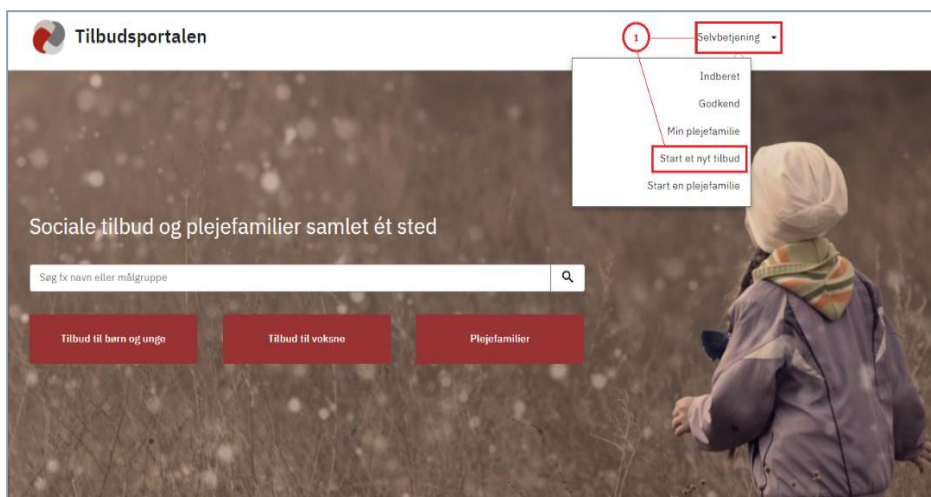 Tilbudsportalen
1
Selvbetjening
Indberet
Godkend
Min plejefamilie
Start et nyt tilbud
Start en plejefamilie
Sociale tilbud og plejefamilier samlet ét sted
Søg fx navn eller målgruppe
Tilbud til børn og unge
Tilbud til voksne
Plejefamilier